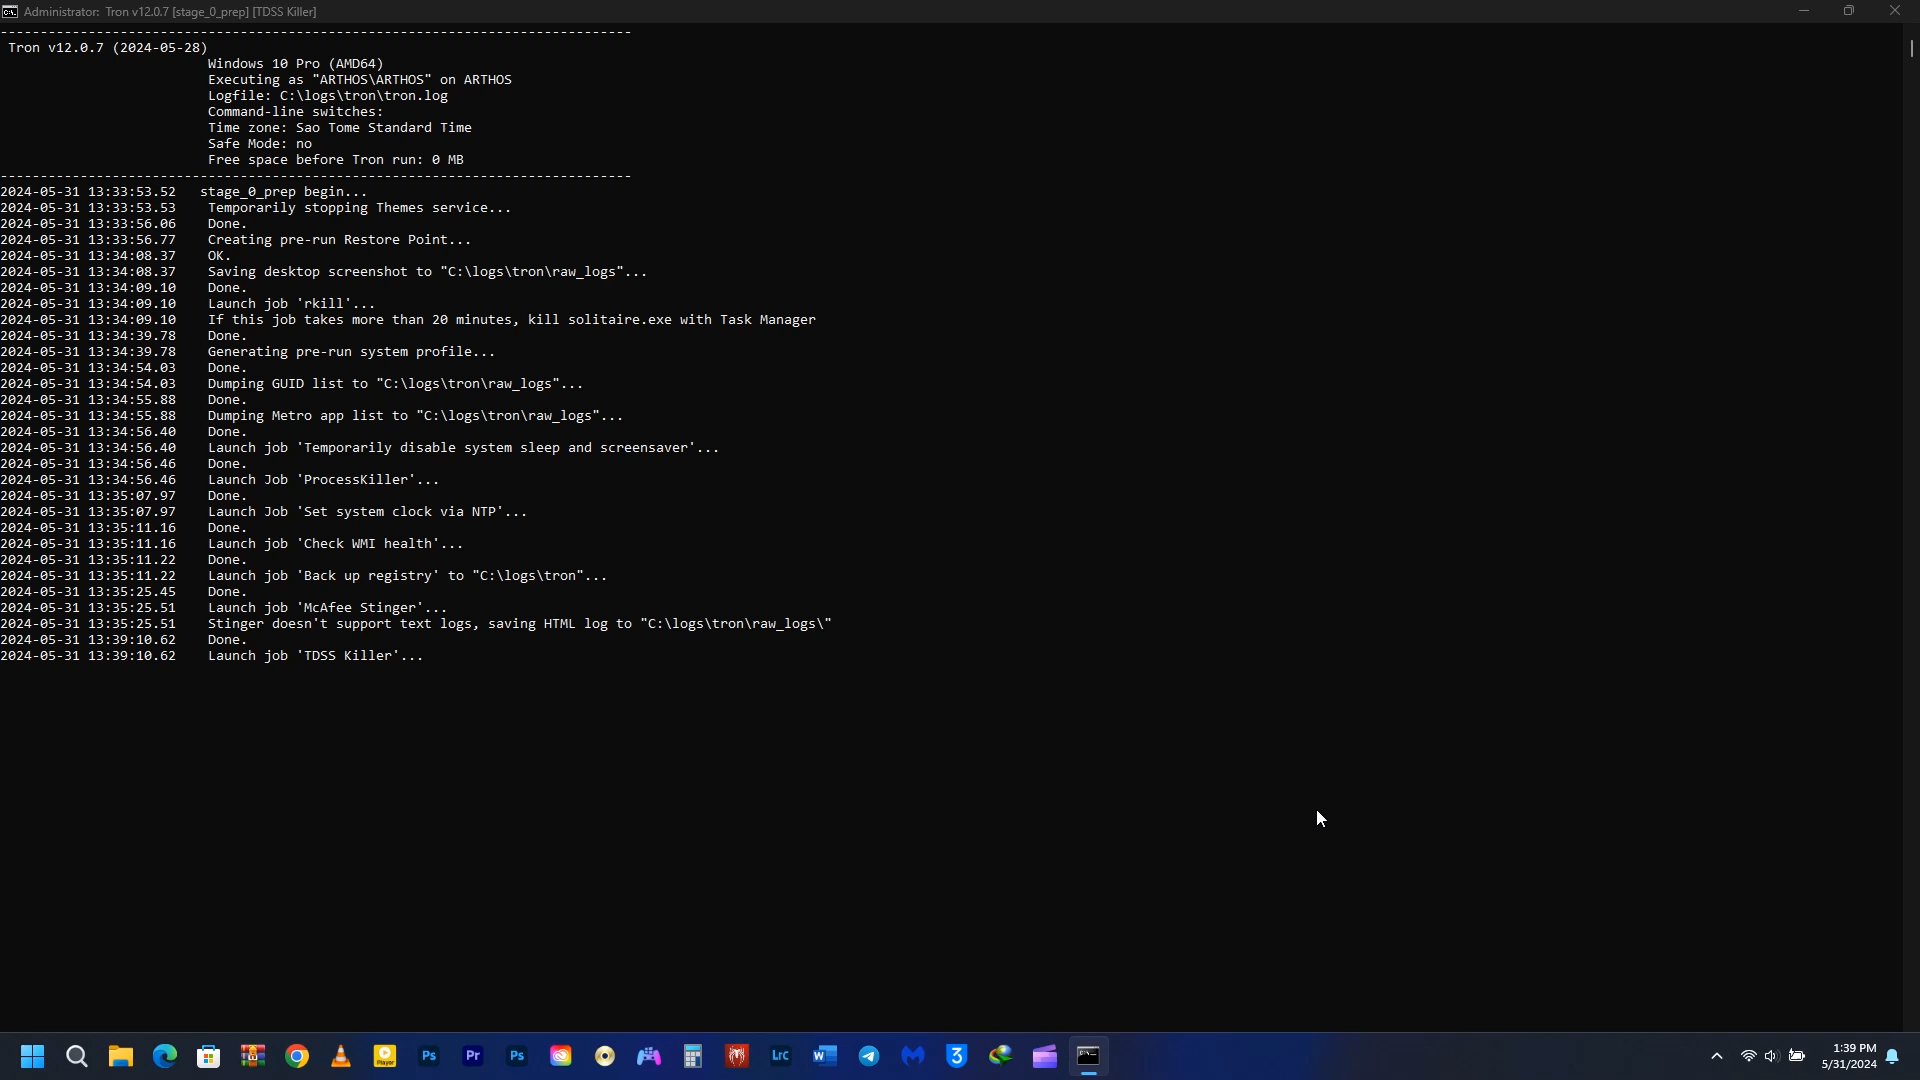 Administrator:  Tron v12.0.7 [stage_0_prep] [TDSS Killer]
-------------------------------------------------------------------------------
Tron v12.0.7 (2024-05-28)
Windows 10 Pro (AMD64)
Executing as "ARTHOS\ARTHOS" on ARTHOS
Logfile: C:\logs\tron\tron.log
Command-line switches:
Time zone: Sao Tome Standard Time
Safe Mode: no
Free space before Tron run: 0 MB
-------------------------------------------------------------------------------
2024-05-31 13:33:53.52   stage_0_prep begin...
2024-05-31 13:33:53.53    Temporarily stopping Themes service...
2024-05-31 13:33:56.06    Done.
2024-05-31 13:33:56.77    Creating pre-run Restore Point...
2024-05-31 13:34:08.37    OK.
2024-05-31 13:34:08.37    Saving desktop screenshot to "C:\logs\tron\raw_logs"...
2024-05-31 13:34:09.10    Done.
2024-05-31 13:34:09.10    Launch job 'rkill'...
2024-05-31 13:34:09.10    If this job takes more than 20 minutes, kill solitaire.exe with Task Manager
2024-05-31 13:34:39.78    Done.
2024-05-31 13:34:39.78    Generating pre-run system profile...
2024-05-31 13:34:54.03    Done.
2024-05-31 13:34:54.03    Dumping GUID list to "C:\logs\tron\raw_logs"...
2024-05-31 13:34:55.88    Done.
2024-05-31 13:34:55.88    Dumping Metro app list to "C:\logs\tron\raw_logs"...
2024-05-31 13:34:56.40    Done.
2024-05-31 13:34:56.40    Launch job 'Temporarily disable system sleep and screensaver'...
2024-05-31 13:34:56.46    Done.
2024-05-31 13:34:56.46    Launch Job 'ProcessKiller'...
2024-05-31 13:35:07.97    Done.
2024-05-31 13:35:07.97    Launch Job 'Set system clock via NTP'...
2024-05-31 13:35:11.16    Done.
2024-05-31 13:35:11.16    Launch job 'Check WMI health'...
2024-05-31 13:35:11.22    Done.
2024-05-31 13:35:11.22    Launch job 'Back up registry' to "C:\logs\tron"...
2024-05-31 13:35:25.45    Done.
2024-05-31 13:35:25.51    Launch job 'McAfee Stinger'...
2024-05-31 13:35:25.51    Stinger doesn't support text logs, saving HTML log to "C:\logs\tron\raw_logs\"
2024-05-31 13:39:10.62    Done.
2024-05-31 13:39:10.62    Launch job 'TDSS Killer'...
Player Ps Pr Ps LrC W 3
1:39 PM
5/31/2024